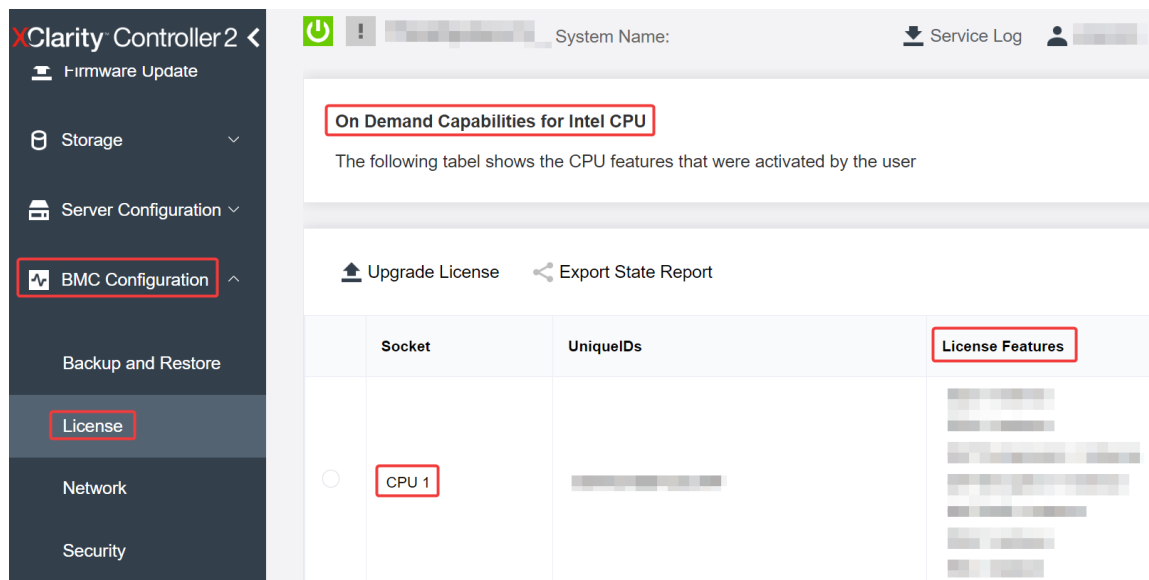 XClarity Controller 2
Firmware Update
Storage
Server Configuration
BMC Configuration
Backup and Restore
License
Network
Security
! System Name:
Service Log
On Demand Capabilities for Intel CPU
The following tabel shows the CPU features that were activated by the user
Upgrade License
Export State Report
Socket
UniqueIDs
License Features
CPU 1